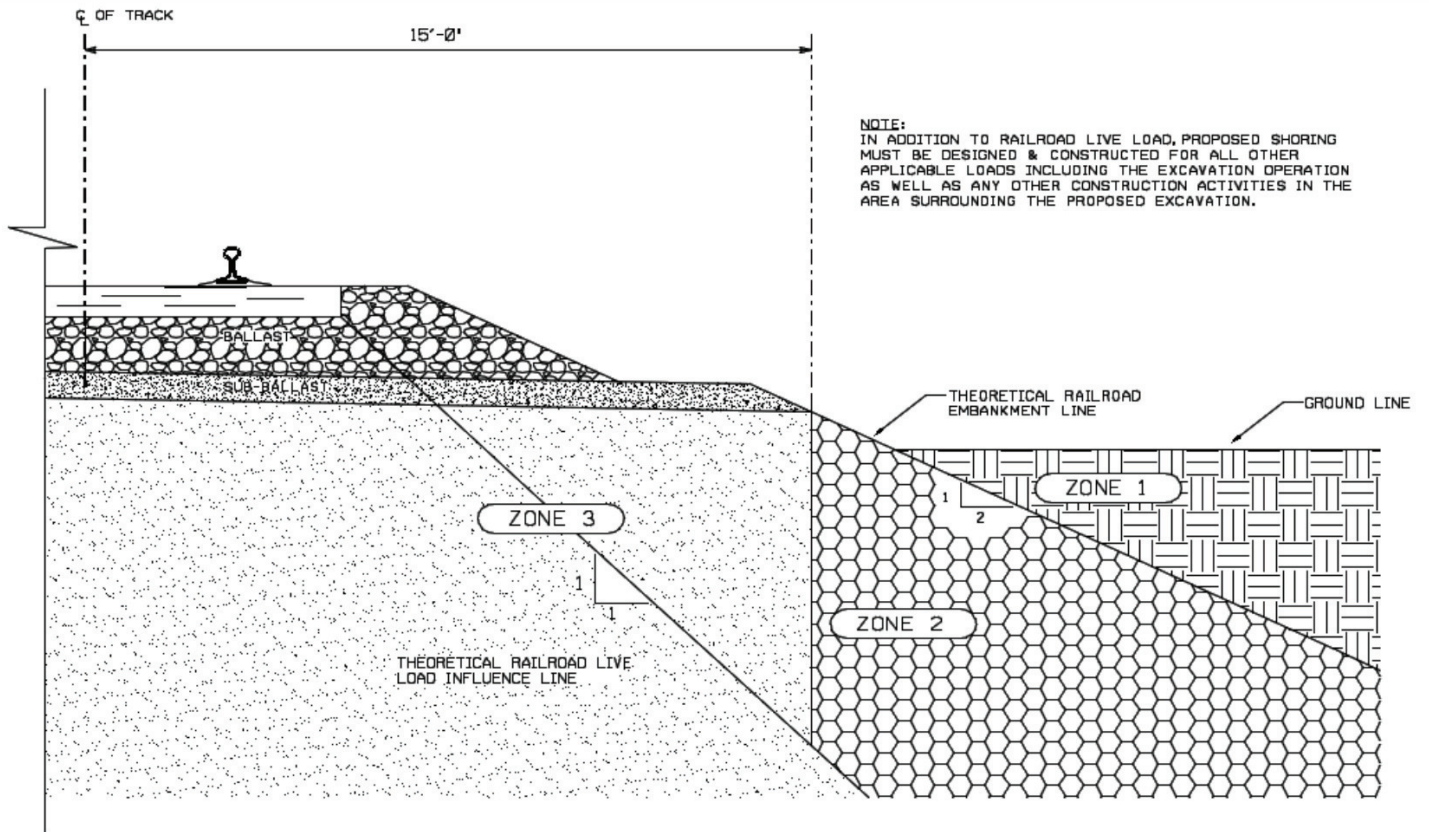 ℄ OF TRACK
15'-0"
NOTE:
IN ADDITION TO RAILROAD LIVE LOAD, PROPOSED SHORING
MUST BE DESIGNED & CONSTRUCTED FOR ALL OTHER
APPLICABLE LOADS INCLUDING THE EXCAVATION OPERATION
AS WELL AS ANY OTHER CONSTRUCTION ACTIVITIES IN THE
AREA SURROUNDING THE PROPOSED EXCAVATION.
BALLAST
SUB-BALLAST
THEORETICAL RAILROAD
EMBANKMENT LINE
GROUND LINE
ZONE 1
1
2
ZONE 3
1
1
ZONE 2
THEORETICAL RAILROAD LIVE
LOAD INFLUENCE LINE